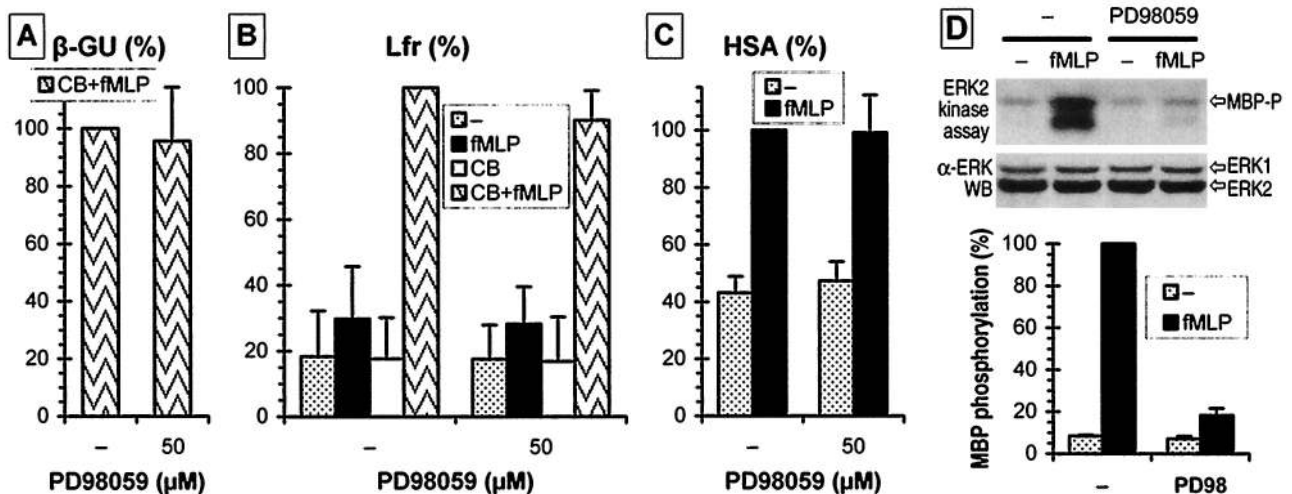 A
β-GU (%)
CB+fMLP
100
80
60
40
20
0
– 50
PD98059 (μM)
B
Lfr (%)
–
fMLP
CB
CB+fMLP
100
80
60
40
20
0
– 50
PD98059 (μM)
C
HSA (%)
–
fMLP
100
80
60
40
20
0
– 50
PD98059 (μM)
D
– PD98059
– fMLP – fMLP
ERK2
kinase
assay
⇦MBP-P
α-ERK
WB
⇦ERK1
⇦ERK2
MBP phosphorylation (%)
100
80
60
40
20
0
–
fMLP
– PD98